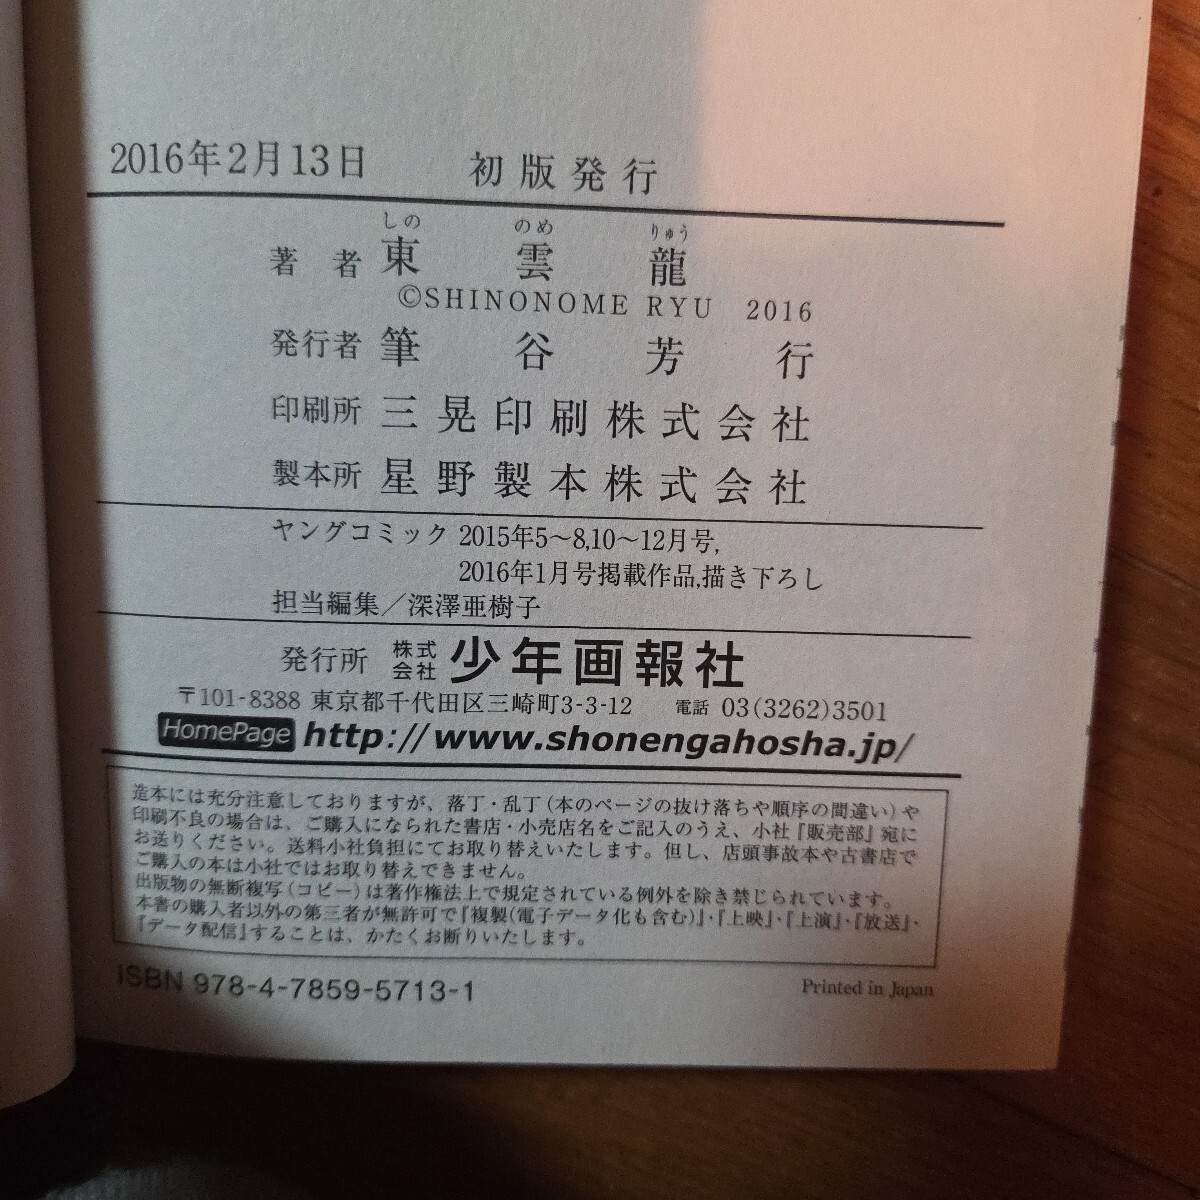 2016年2月13日 初版発行
しの のめ りゅう
著者 東雲龍
©SHINONOME RYU 2016
発行者 筆谷芳行
印刷所 三晃印刷株式会社
製本所 星野製本株式会社
ヤングコミック 2015年5～8,10～12月号,
2016年1月号掲載作品,描き下ろし
担当編集／深澤亜樹子
発行所 株式会社 少年画報社
〒101-8388 東京都千代田区三崎町3-3-12 電話 03(3262)3501
HomePage http://www.shonengahosha.jp/
造本には充分注意しておりますが、落丁・乱丁(本のページの抜け落ちや順序の間違い)や
印刷不良の場合は、ご購入になられた書店・小売店名をご記入のうえ、小社『販売部』宛に
お送りください。送料小社負担にてお取り替えいたします。但し、店頭事故本や古書店で
ご購入の本は小社ではお取り替えできません。
出版物の無断複写(コピー)は著作権法上で規定されている例外を除き禁じられています。
本書の購入者以外の第三者が無許可で『複製(電子データ化も含む)』・『上映』・『上演』・『放送』・
『データ配信』することは、かたくお断りいたします。
ISBN 978-4-7859-5713-1
Printed in Japan